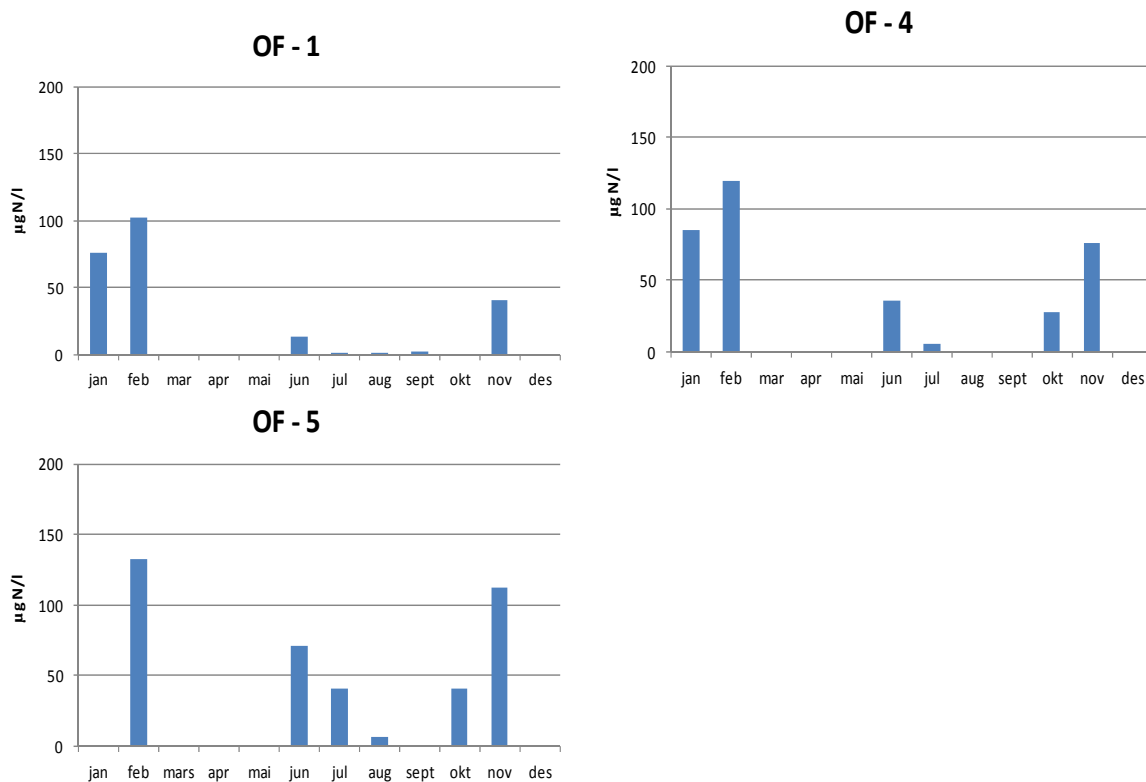 OF - 1
200
150
100
50
0
µgN/l
jan feb mar apr mai jun jul aug sept okt nov des
OF - 4
200
150
100
50
0
µgN/l
jan feb mar apr mai jun jul aug sept okt nov des
OF - 5
200
150
100
50
0
µgN/l
jan feb mars apr mai jun jul aug sept okt nov des